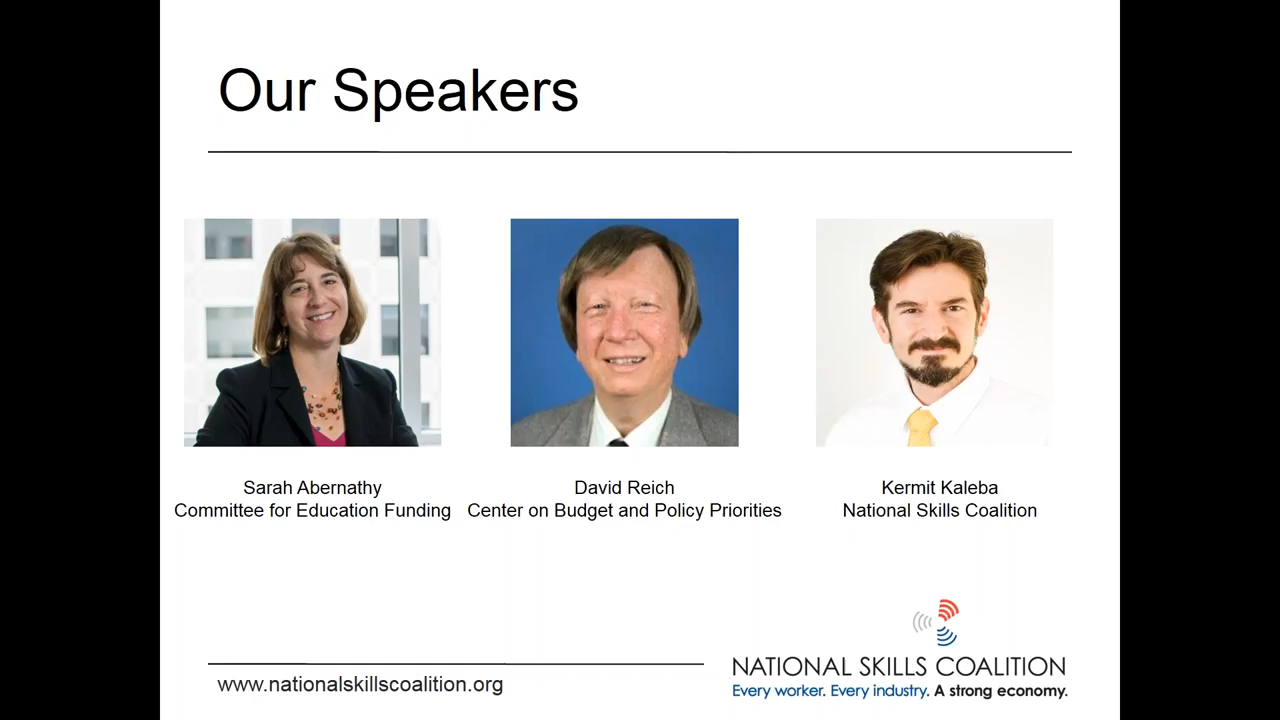 Our Speakers
Sarah Abernathy
Committee for Education Funding
David Reich
Center on Budget and Policy Priorities
Kermit Kaleba
National Skills Coalition
www.nationalskillscoalition.org
NATIONAL SKILLS COALITION
Every worker. Every industry. A strong economy.